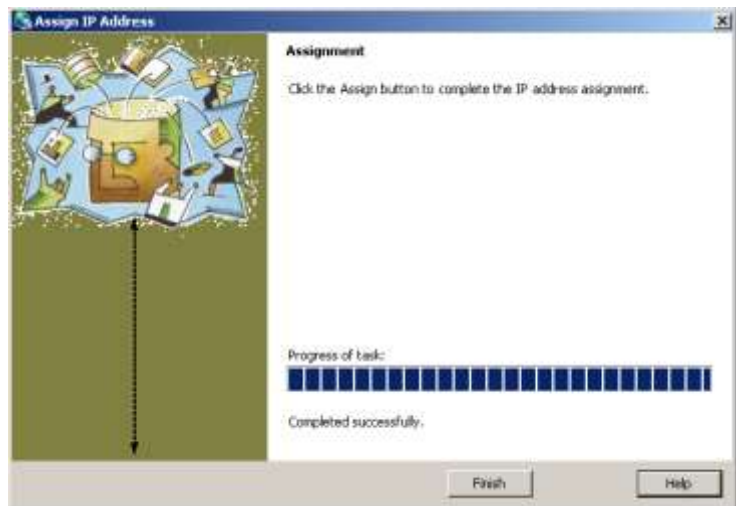 Assign IP Address
Assignment
Click the Assign button to complete the IP address assignment.
Progress of task:
Completed successfully.
Finish
Help